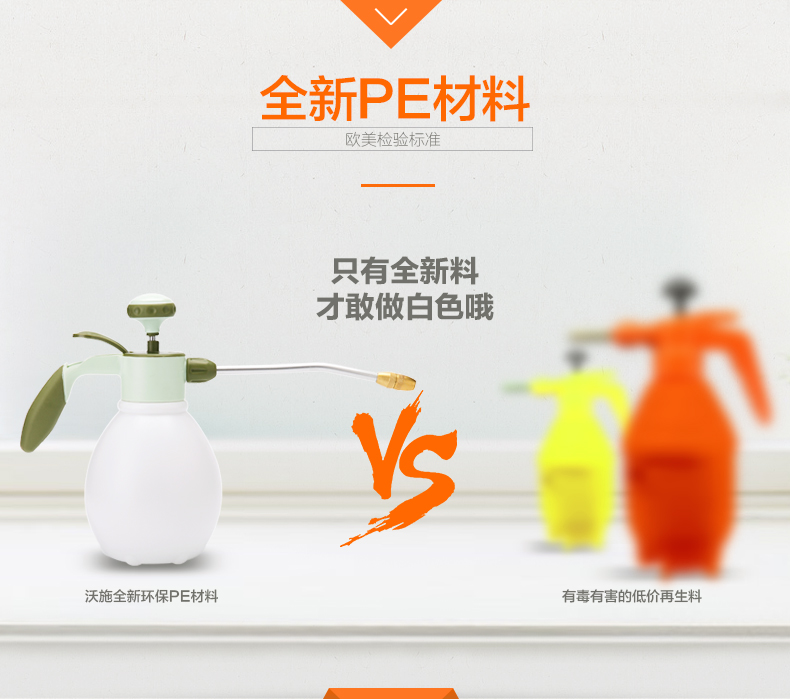 全新PE材料
欧美检验标准
只有全新料
才敢做白色哦
VS
沃施全新环保PE材料
有毒有害的低价再生料